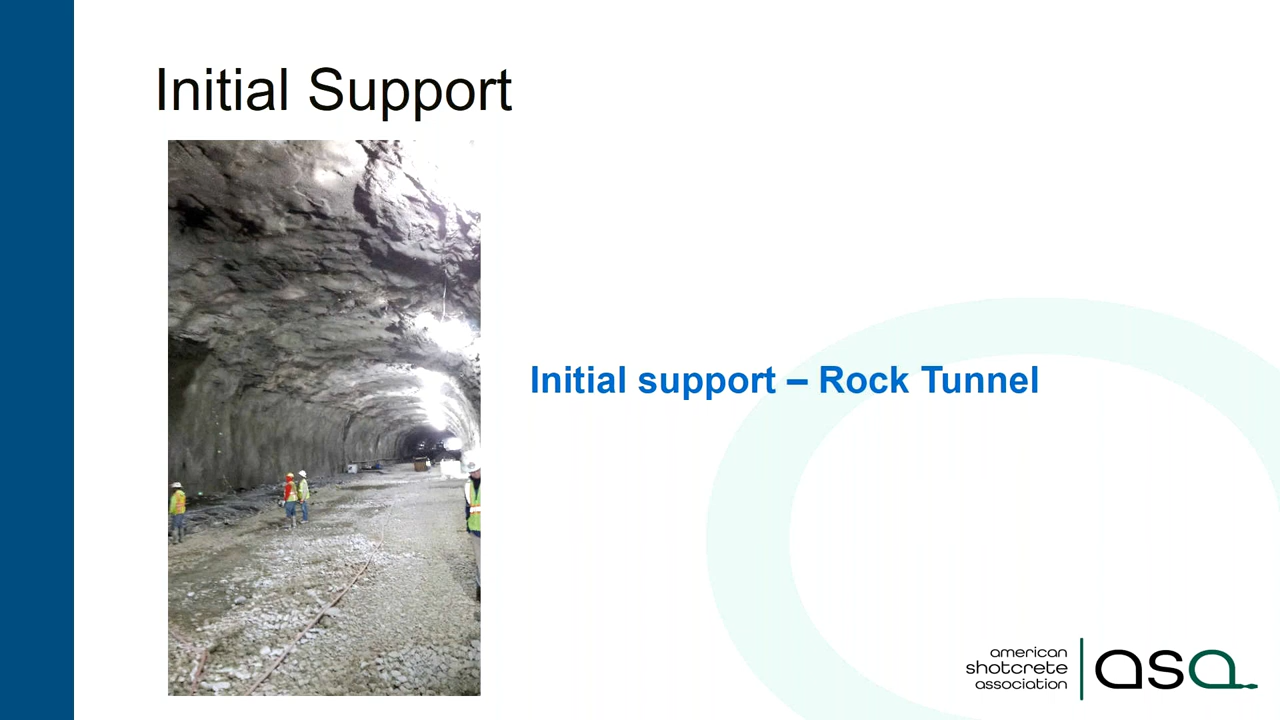 Initial Support
Initial support – Rock Tunnel
american
shotcrete
association
asa